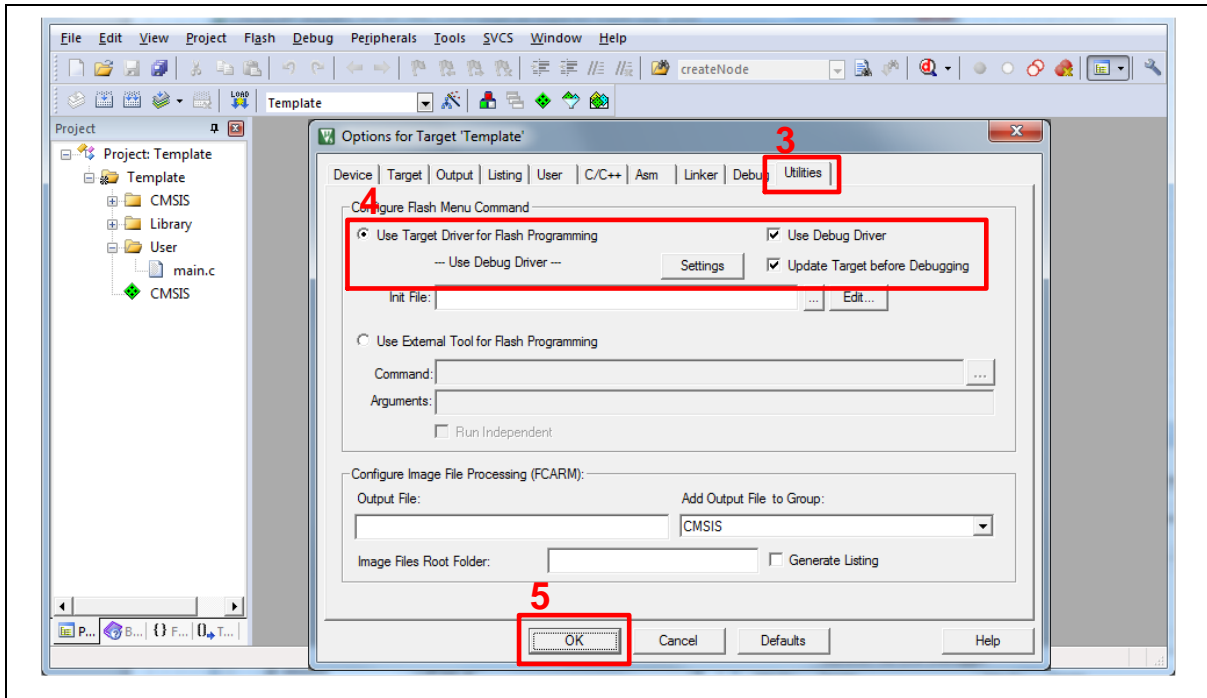 File Edit View Project Flash Debug Peripherals Tools SVCS Window Help
createNode
LOAD
Template
Project
Project: Template
Template
CMSIS
Library
User
main.c
CMSIS
P... B... {} F... 0 T...
Options for Target 'Template'
3
Device Target Output Listing User C/C++ Asm Linker Debug Utilities
4
Configure Flash Menu Command
Use Target Driver for Flash Programming Use Debug Driver
--- Use Debug Driver --- Settings Update Target before Debugging
Init File: ... Edit...
Use External Tool for Flash Programming
Command: ...
Arguments:
Run Independent
Configure Image File Processing (FCARM):
Output File: Add Output File to Group:
CMSIS
Image Files Root Folder: Generate Listing
5
OK Cancel Defaults Help